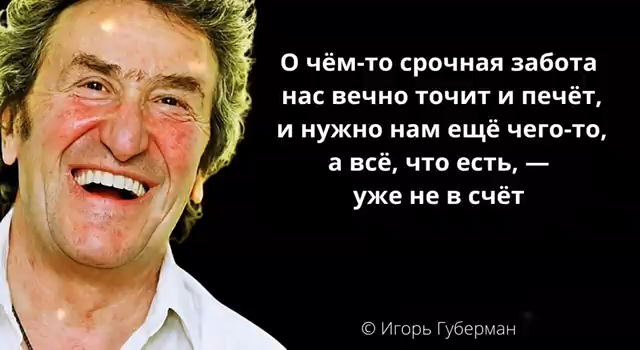 О чём-то срочная забота
нас вечно точит и печёт,
и нужно нам ещё чего-то,
а всё, что есть, —
уже не в счёт
© Игорь Губерман